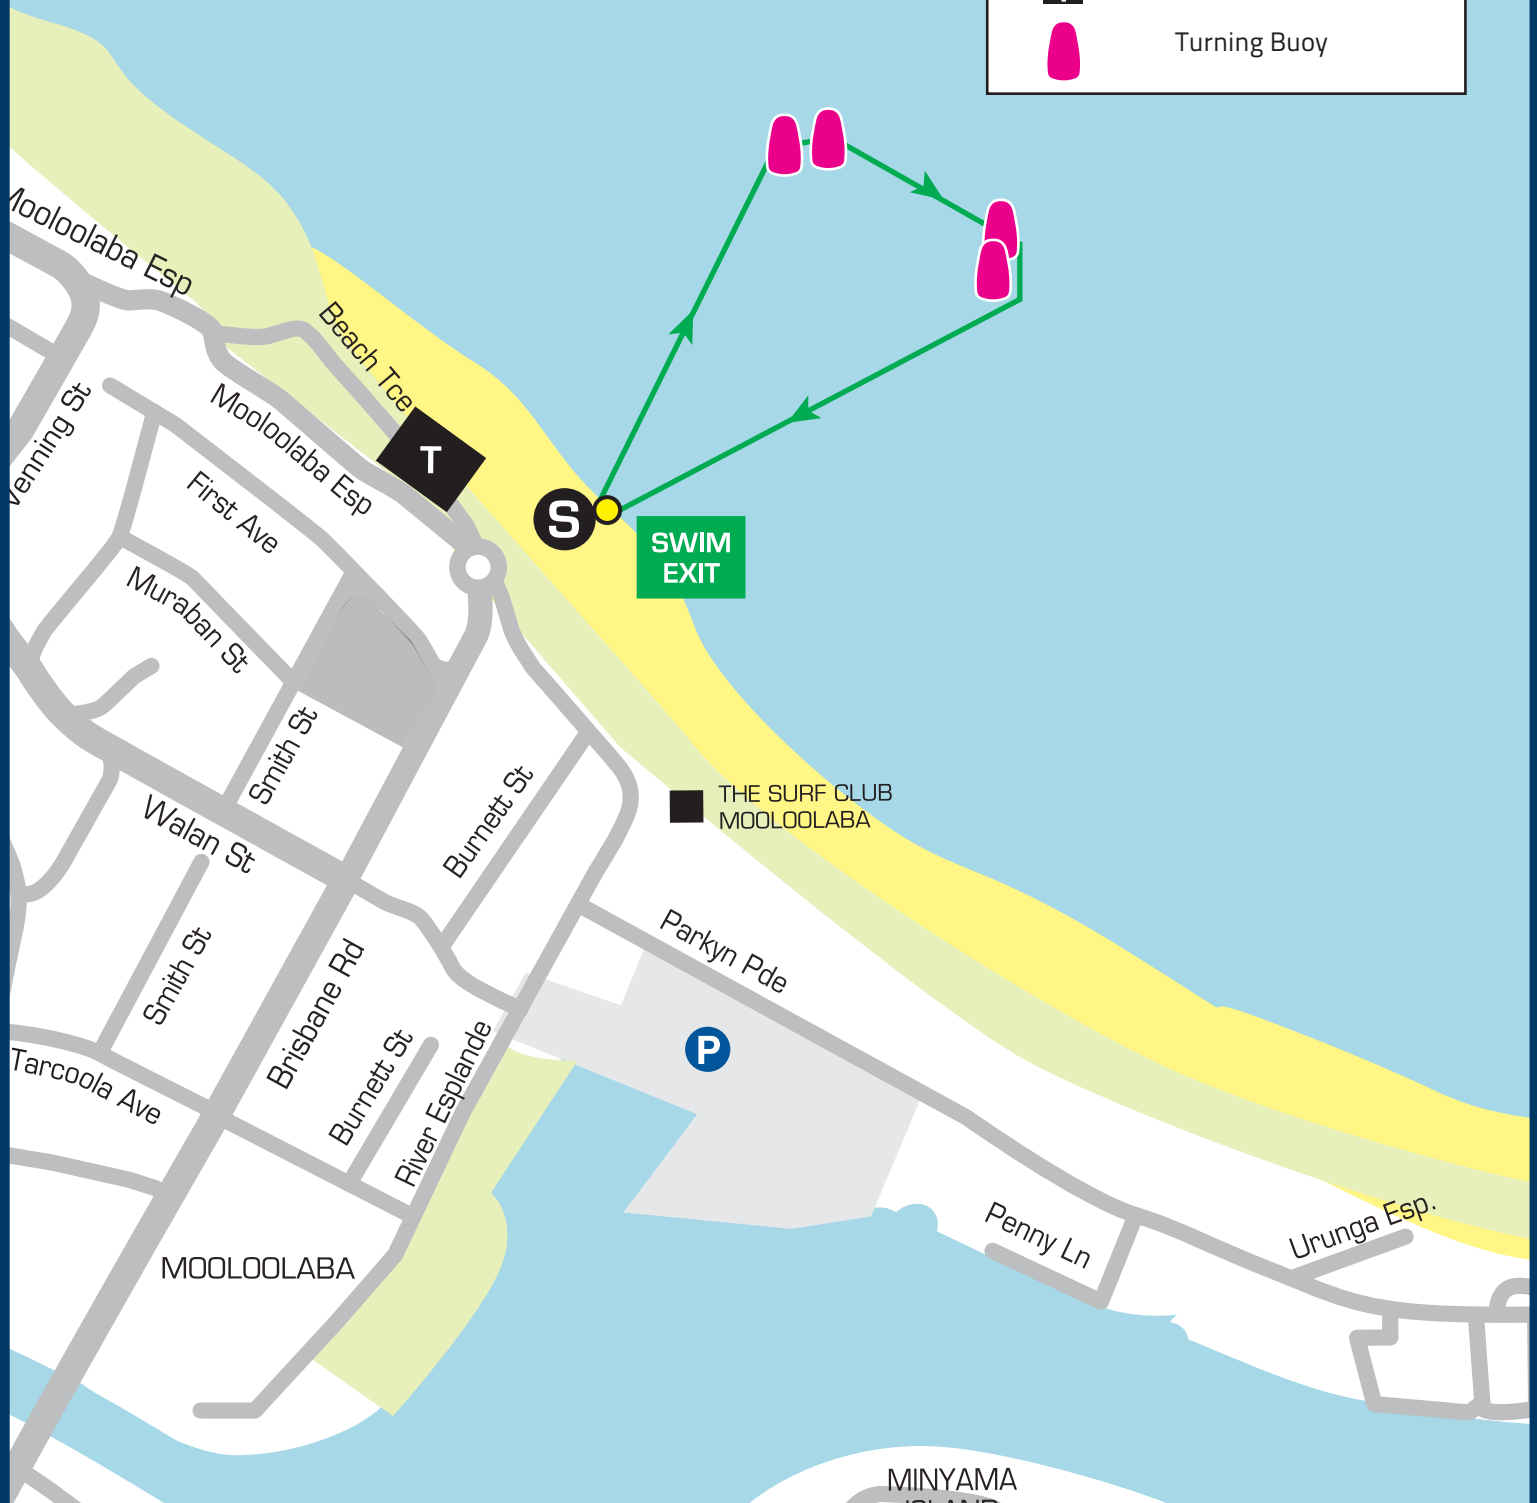 Turning Buoy
Mooloolaba Esp
Beach Tce
Venning St
Mooloolaba Esp
T
First Ave
S
SWIM
EXIT
Muraban St
Smith St
Burnett St
THE SURF CLUB
MOOLOOLABA
Walan St
Parkyn Pde
Smith St
Brisbane Rd
Burnett St
River Esplande
P
Tarcoola Ave
Penny Ln
Urunga Esp.
MOOLOOLABA
MINYAMA
ISLAND